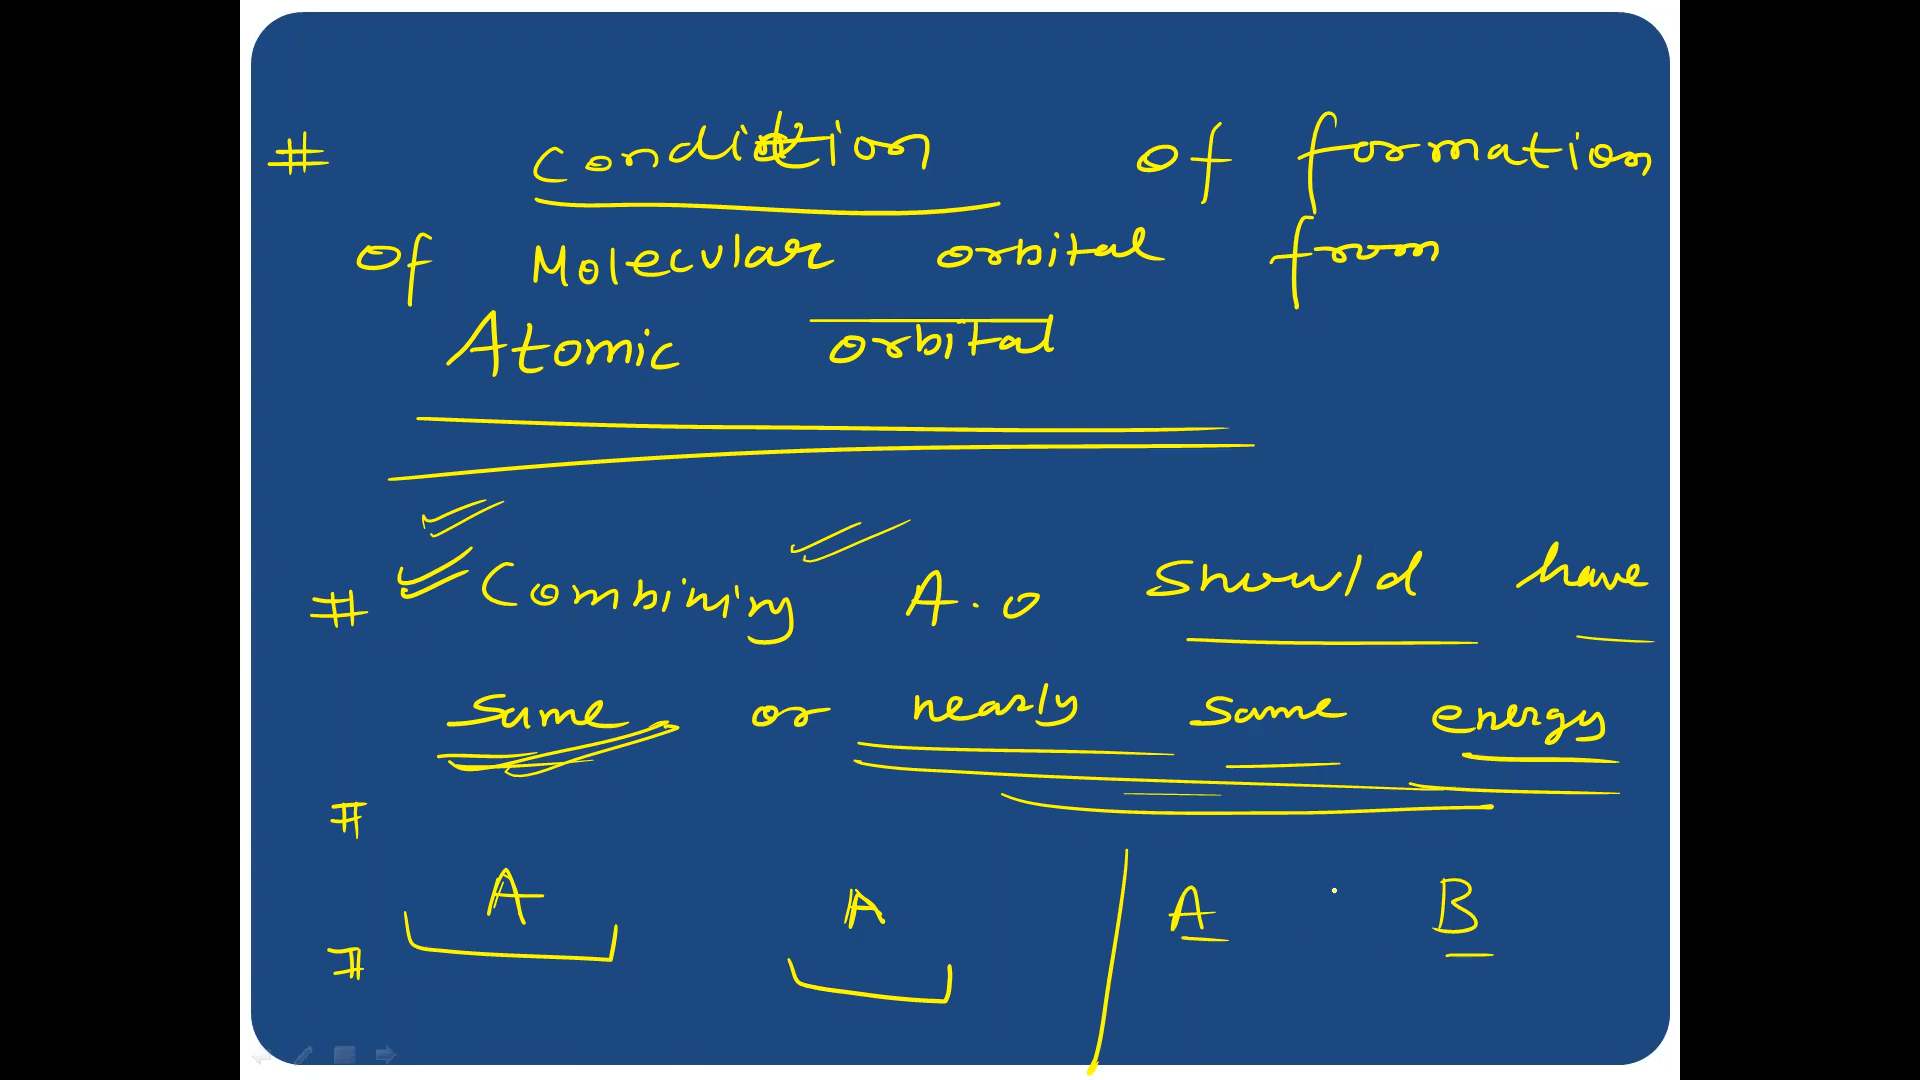 # Condition of formation
of Molecular orbital from
Atomic orbital
# Combining A.O should have
same or nearly same energy
#
A A A B
#